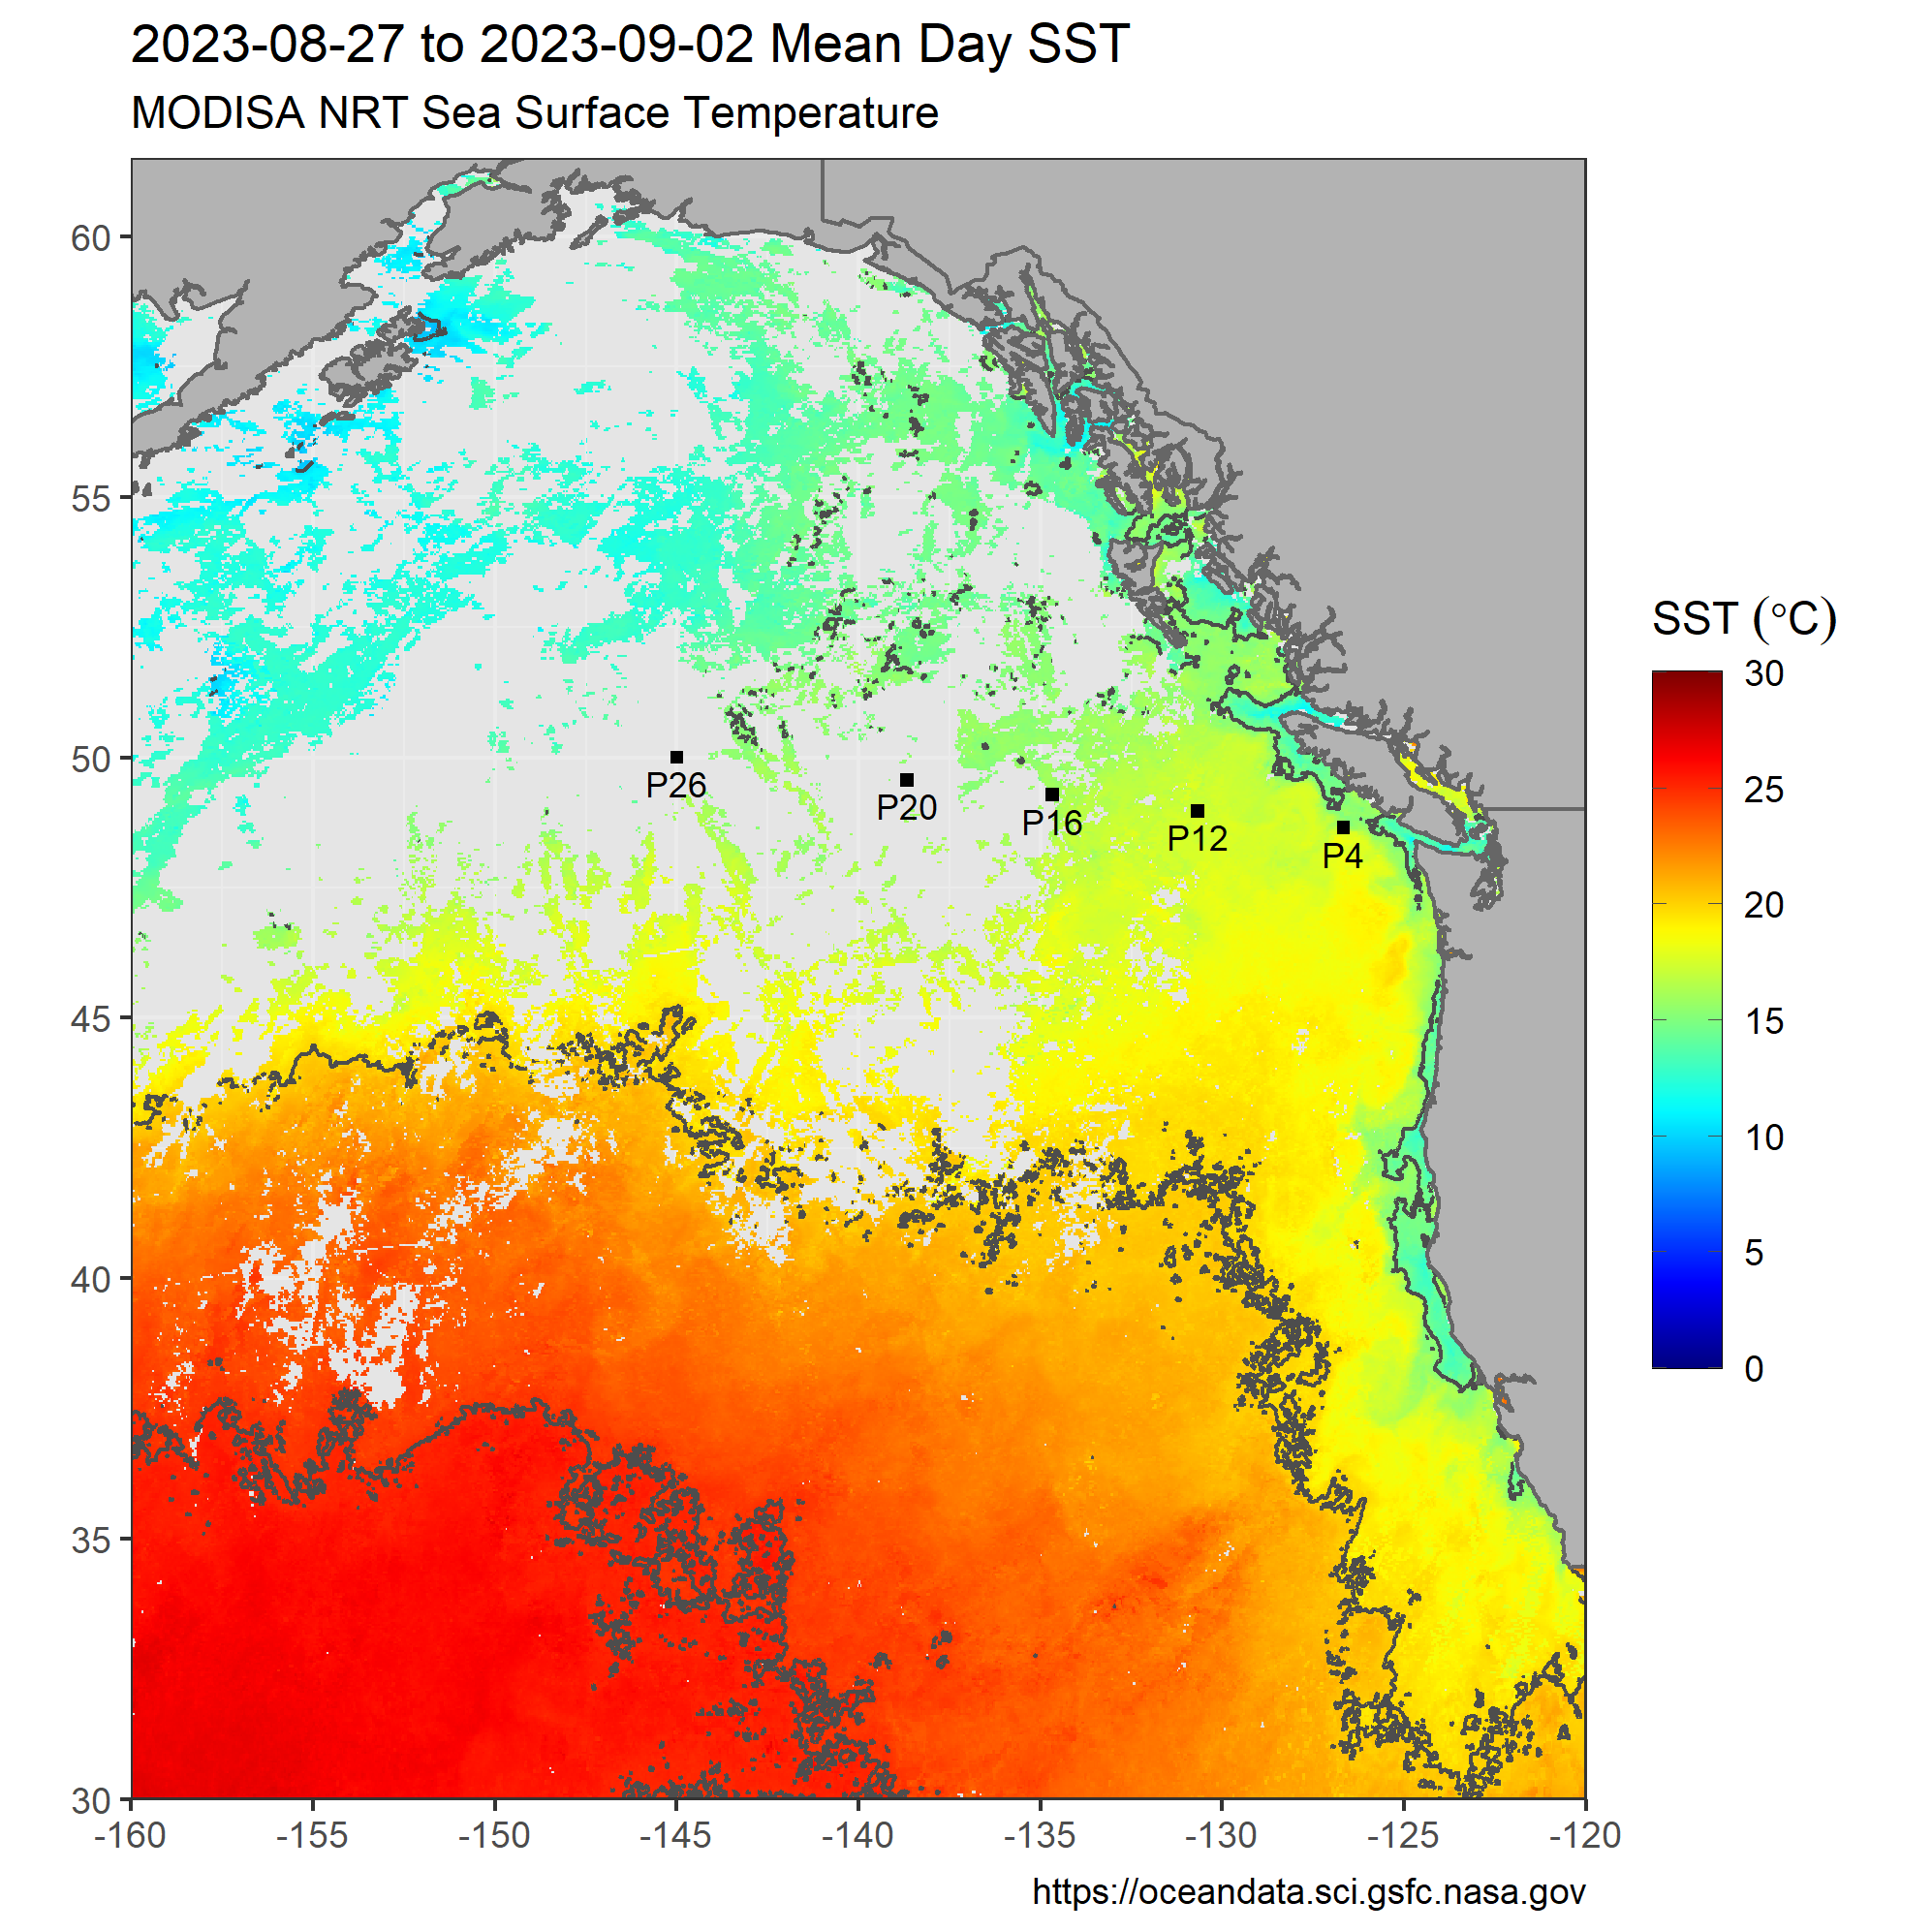 2023-08-27 to 2023-09-02 Mean Day SST
MODISA NRT Sea Surface Temperature
60
55
50
45
40
35
30
P26
P20
P16
P12
P4
-160
-155
-150
-145
-140
-135
-130
-125
-120
SST (°C)
30
25
20
15
10
5
0
https://oceandata.sci.gsfc.nasa.gov